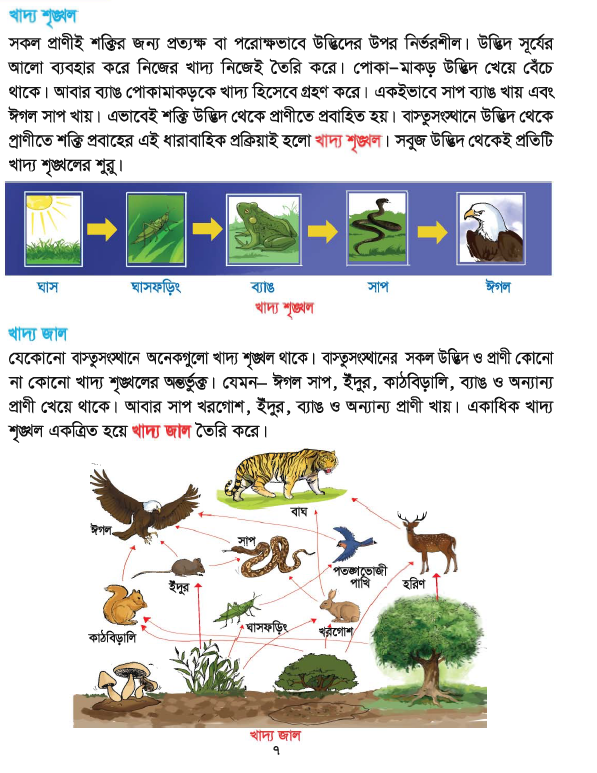 খাদ্য শৃঙ্খল
সকল প্রাণীই শক্তির জন্য প্রত্যক্ষ বা পরোক্ষভাবে উদ্ভিদের উপর নির্ভরশীল। উদ্ভিদ সূর্যের
আলো ব্যবহার করে নিজের খাদ্য নিজেই তৈরি করে। পোকা-মাকড় উদ্ভিদ খেয়ে বেঁচে
থাকে। আবার ব্যাঙ পোকামাকড়কে খাদ্য হিসেবে গ্রহণ করে। একইভাবে সাপ ব্যাঙ খায় এবং
ঈগল সাপ খায়। এভাবেই শক্তি উদ্ভিদ থেকে প্রাণীতে প্রবাহিত হয়। বাস্তুসংস্থানে উদ্ভিদ থেকে
প্রাণীতে শক্তি প্রবাহের এই ধারাবাহিক প্রক্রিয়াই হলো খাদ্য শৃঙ্খল। সবুজ উদ্ভিদ থেকেই প্রতিটি
খাদ্য শৃঙ্খলের শুরু।
ঘাস ঘাসফড়িং ব্যাঙ সাপ ঈগল
খাদ্য শৃঙ্খল
খাদ্য জাল
যেকোনো বাস্তুসংস্থানে অনেকগুলো খাদ্য শৃঙ্খল থাকে। বাস্তুসংস্থানের সকল উদ্ভিদ ও প্রাণী কোনো
না কোনো খাদ্য শৃঙ্খলের অন্তর্ভুক্ত। যেমন— ঈগল সাপ, ইঁদুর, কাঠবিড়ালি, ব্যাঙ ও অন্যান্য
প্রাণী খেয়ে থাকে। আবার সাপ খরগোশ, ইঁদুর, ব্যাঙ ও অন্যান্য প্রাণী খায়। একাধিক খাদ্য
শৃঙ্খল একত্রিত হয়ে খাদ্য জাল তৈরি করে।
বাঘ
ঈগল
সাপ
পতঙ্গভোজী
পাখি
হরিণ
ইঁদুর
ঘাসফড়িং
খরগোশ
কাঠবিড়ালি
খাদ্য জাল
৭